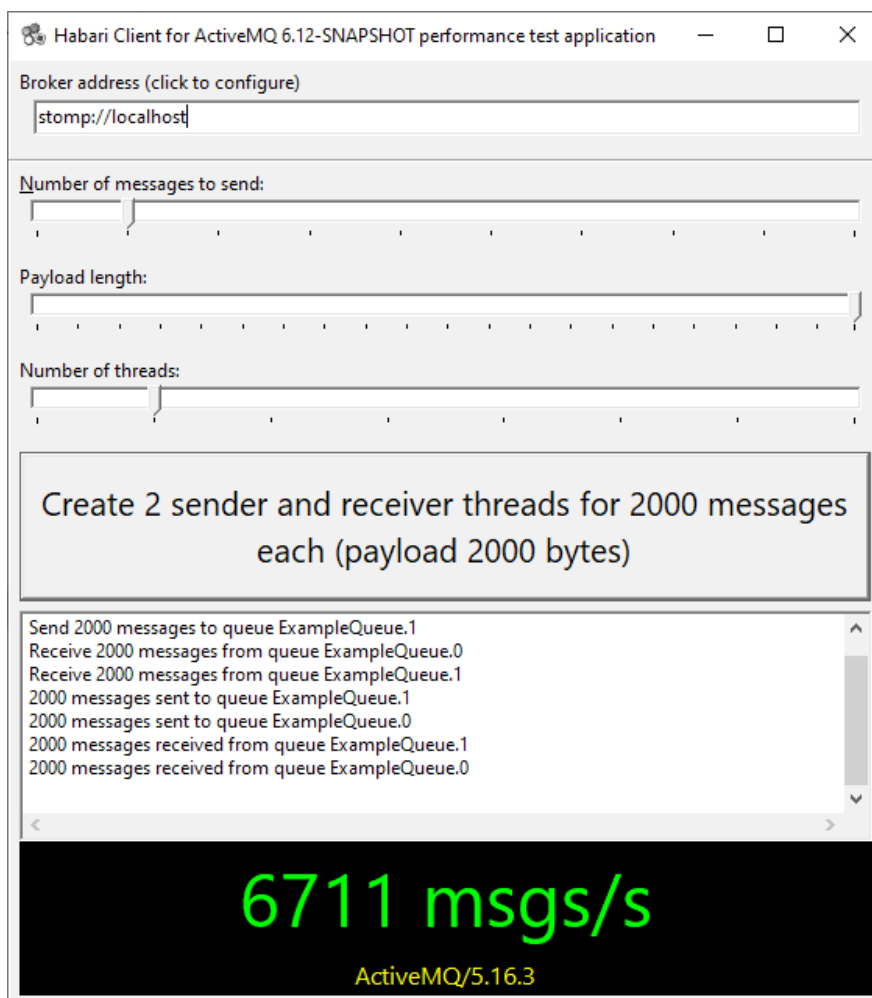 Habari Client for ActiveMQ 6.12-SNAPSHOT performance test application
Broker address (click to configure)
stomp://localhost
Number of messages to send:
Payload length:
Number of threads:
Create 2 sender and receiver threads for 2000 messages
each (payload 2000 bytes)
Send 2000 messages to queue ExampleQueue.1
Receive 2000 messages from queue ExampleQueue.0
Receive 2000 messages from queue ExampleQueue.1
2000 messages sent to queue ExampleQueue.1
2000 messages sent to queue ExampleQueue.0
2000 messages received from queue ExampleQueue.1
2000 messages received from queue ExampleQueue.0
6711 msgs/s
ActiveMQ/5.16.3